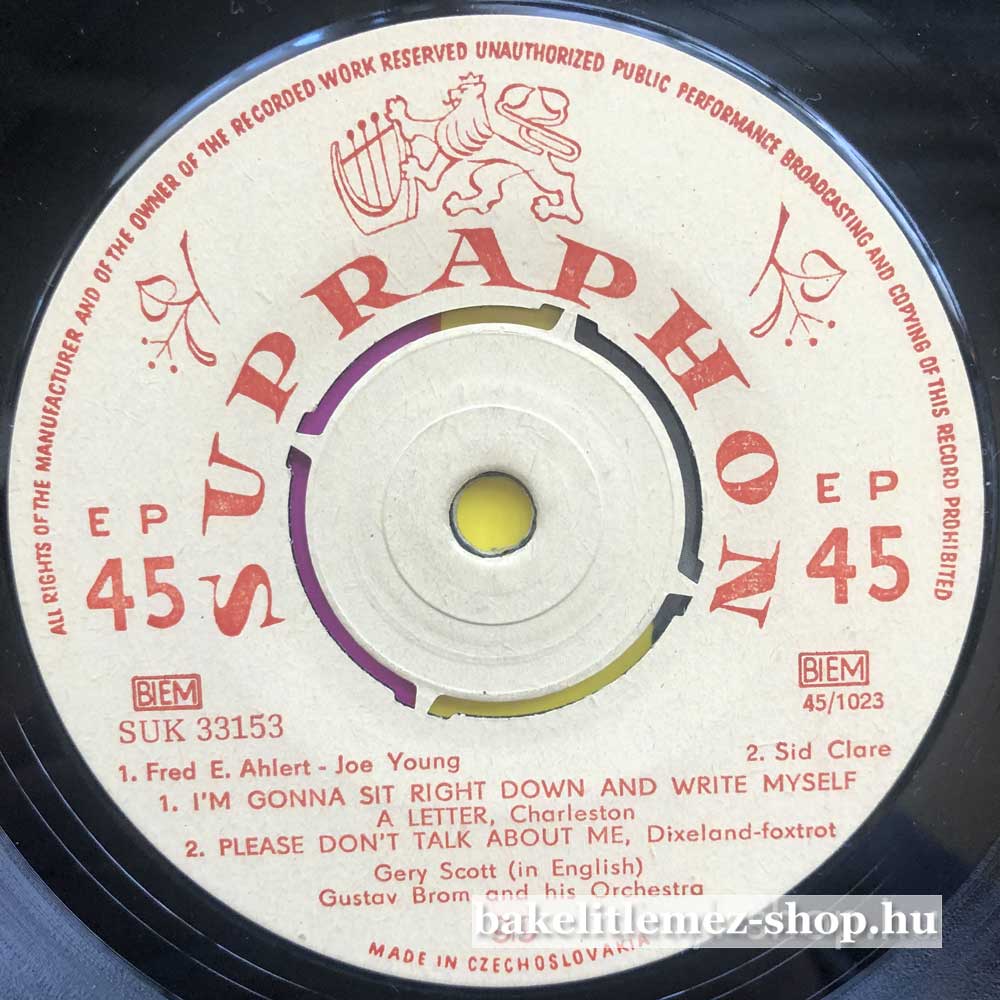 ALL RIGHTS OF THE MANUFACTURER AND OF THE OWNER OF THE RECORDED WORK RESERVED UNAUTHORIZED PUBLIC PERFORMANCE BROADCASTING AND COPYING OF THIS RECORD PROHIBITED
SUPRAPHON
EP
45
EP
45
BIEM
SUK 33153
BIEM
45/1023
1. Fred E. Ahlert - Joe Young
2. Sid Clare
1. I'M GONNA SIT RIGHT DOWN AND WRITE MYSELF
A LETTER, Charleston
2. PLEASE DON'T TALK ABOUT ME, Dixeland-foxtrot
Gery Scott (in English)
Gustav Brom and his Orchestra
bakelitlemez-shop.hu
MADE IN CZECHOSLOVAKIA